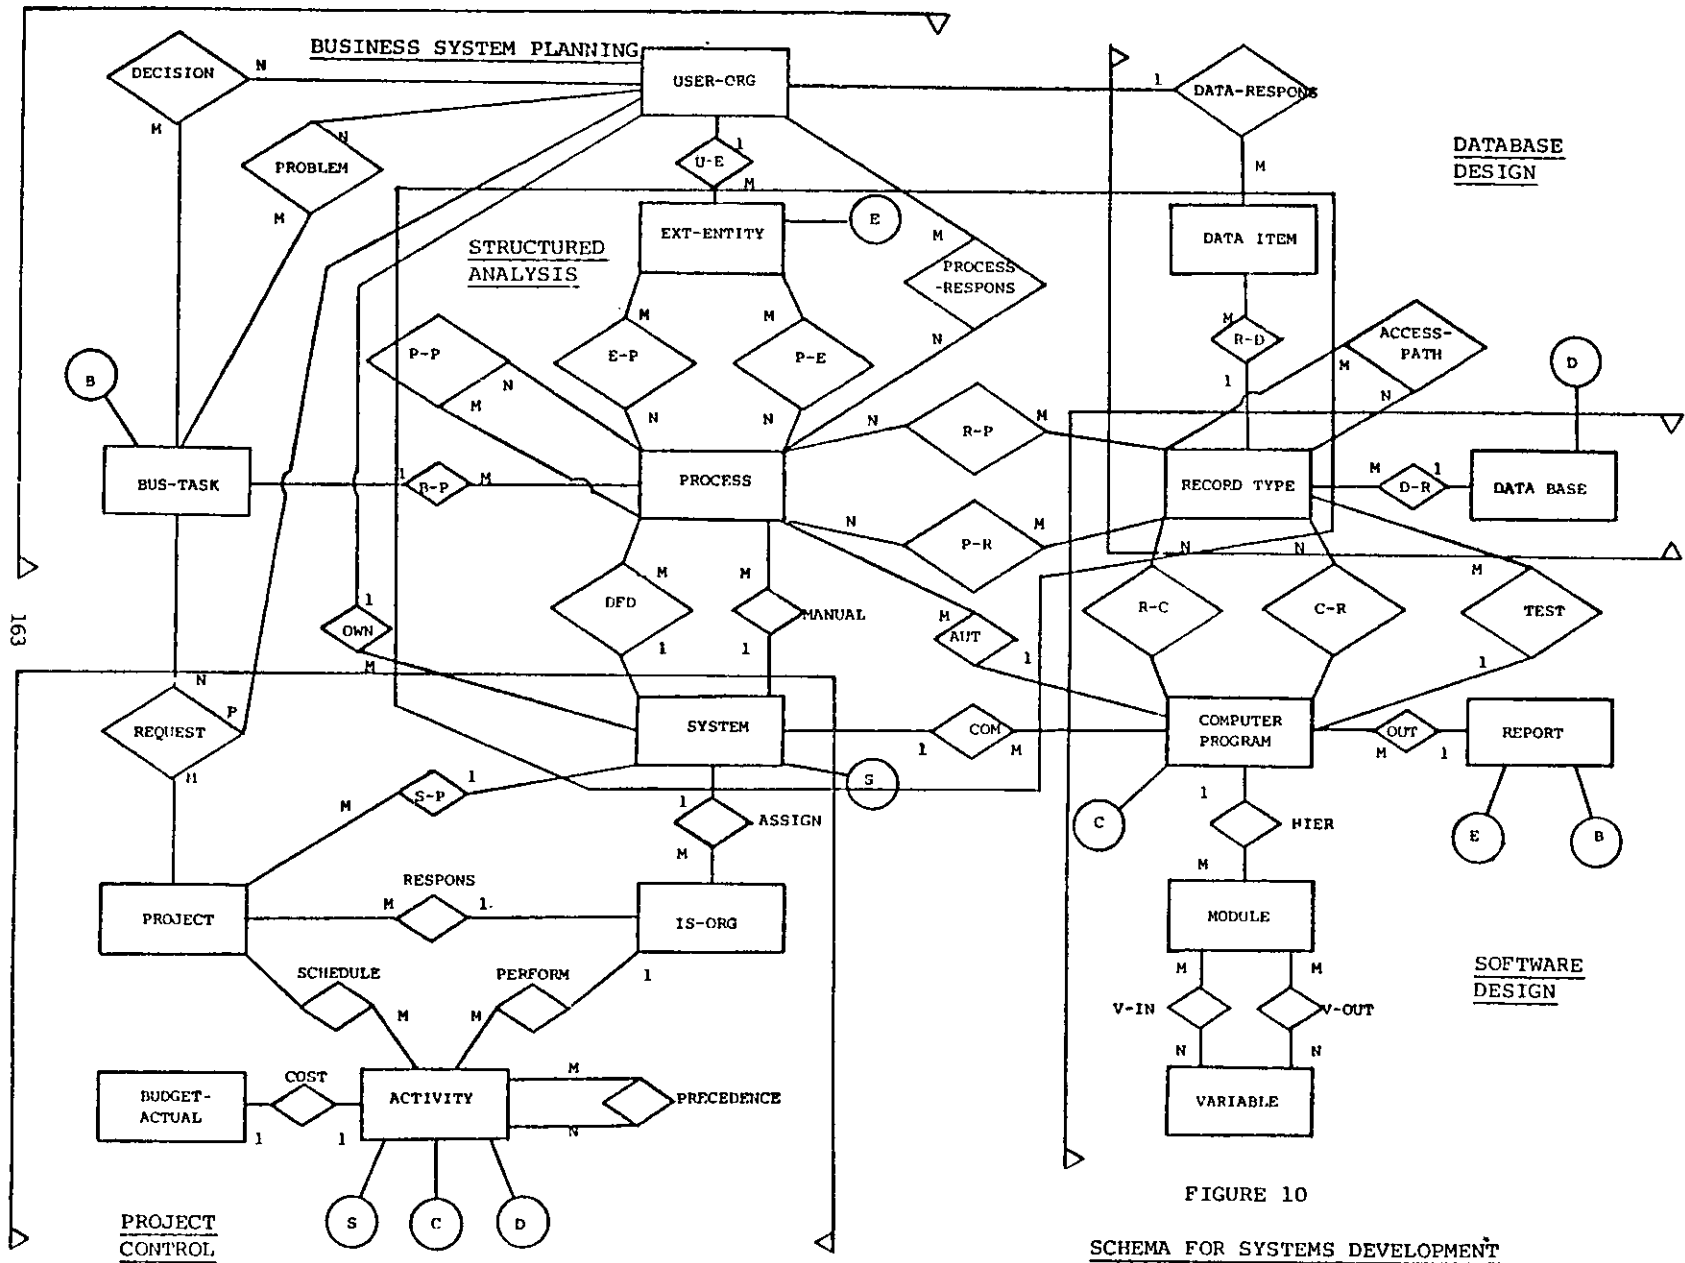 BUSINESS SYSTEM PLANNING
DECISION
N
M
USER-ORG
1
DATA-RESPONS
M
DATABASE
DESIGN
PROBLEM
N
M
U-E
1
M
EXT-ENTITY
E
STRUCTURED
ANALYSIS
M
PROCESS
-RESPONS
N
DATA ITEM
M
R-D
1
ACCESS-
PATH
M
N
D
P-P
N
M
E-P
M
N
P-E
M
N
B
BUS-TASK
1
B-P
M
PROCESS
N
R-P
M
RECORD TYPE
M
D-R
1
DATA BASE
N
P-R
M
N
N
M
R-C
C-R
TEST
1
DFD
M
1
M
MANUAL
1
M
AUT
1
1
OWN
M
163
N
REQUEST
P
M
SYSTEM
1
COM
M
COMPUTER
PROGRAM
OUT
M
1
REPORT
S
S-P
1
M
1
ASSIGN
M
C
1
HIER
M
E
B
PROJECT
RESPONS
M
1
IS-ORG
MODULE
SCHEDULE
M
PERFORM
1
M
M
M
V-IN
V-OUT
N
N
SOFTWARE
DESIGN
BUDGET-
ACTUAL
COST
1
1
ACTIVITY
M
PRECEDENCE
N
VARIABLE
S
C
D
PROJECT
CONTROL
FIGURE 10
SCHEMA FOR SYSTEMS DEVELOPMENT